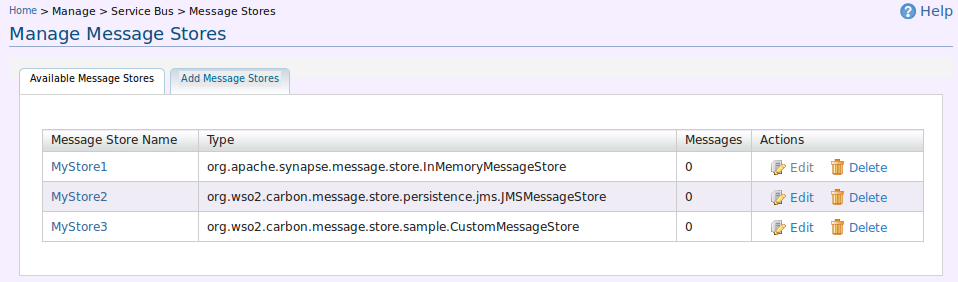 Home > Manage > Service Bus > Message Stores
Help
Manage Message Stores
Available Message Stores
Add Message Stores
Message Store Name Type Messages Actions
MyStore1 org.apache.synapse.message.store.InMemoryMessageStore 0 Edit Delete
MyStore2 org.wso2.carbon.message.store.persistence.jms.JMSMessageStore 0 Edit Delete
MyStore3 org.wso2.carbon.message.store.sample.CustomMessageStore 0 Edit Delete